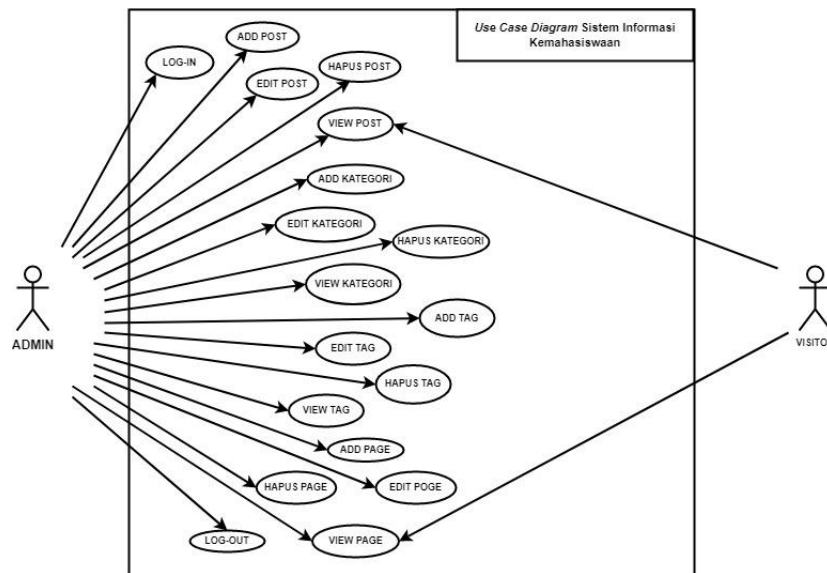 Use Case Diagram Sistem Informasi
Kemahasiswaan
ADD POST
LOG-IN
HAPUS POST
EDIT POST
VIEW POST
ADD KATEGORI
EDIT KATEGORI
HAPUS KATEGORI
VIEW KATEGORI
ADD TAG
ADMIN
VISITO
EDIT TAG
HAPUS TAG
VIEW TAG
ADD PAGE
HAPUS PAGE
EDIT POGE
LOG-OUT
VIEW PAGE